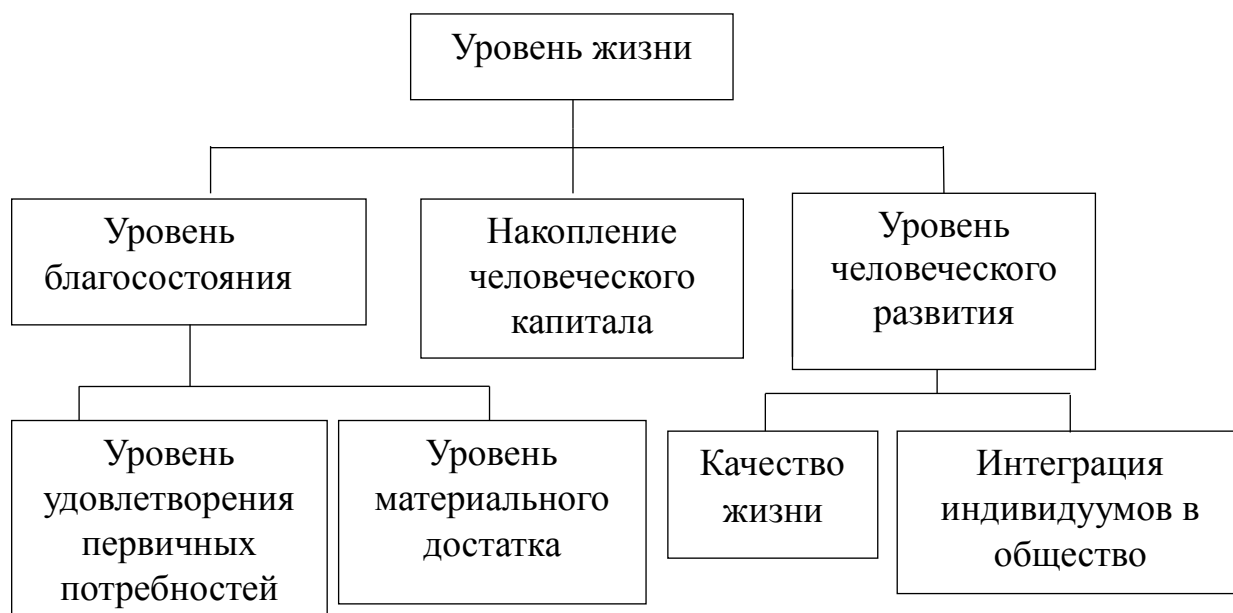 Уровень жизни
Уровень
благосостояния
Накопление
человеческого
капитала
Уровень
человеческого
развития
Уровень
удовлетворения
первичных
потребностей
Уровень
материального
достатка
Качество
жизни
Интеграция
индивидуумов в
общество